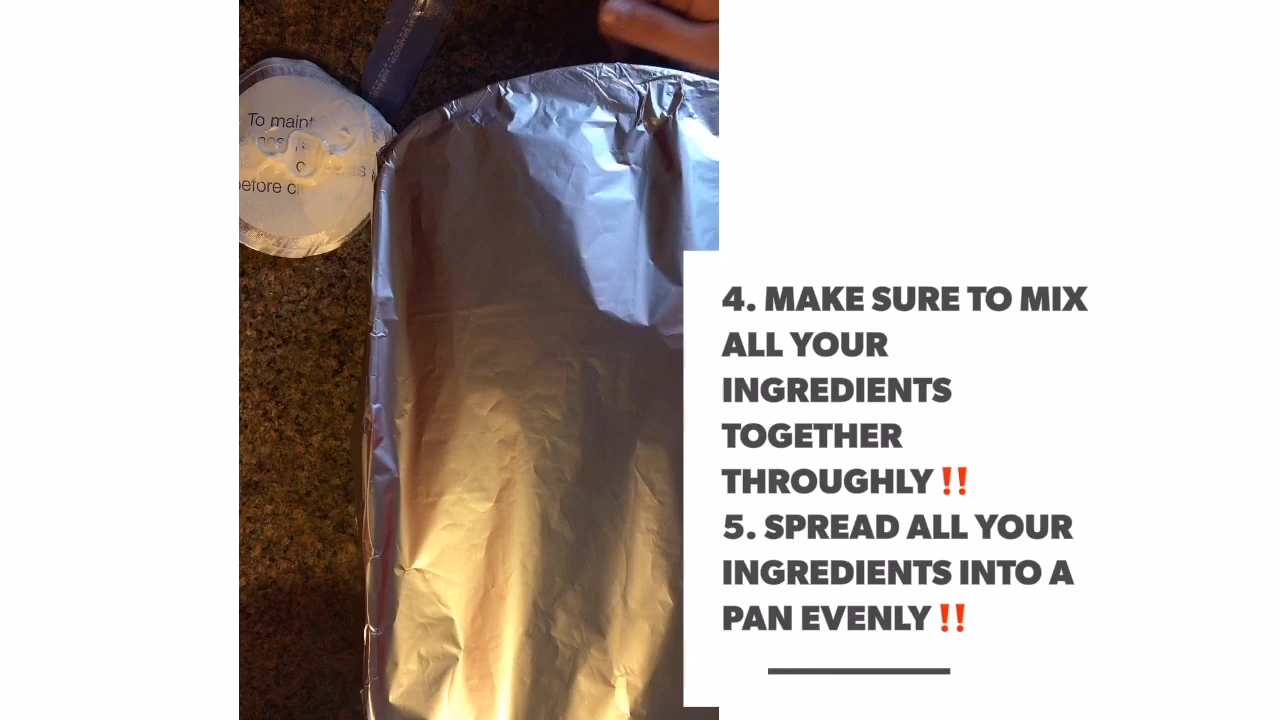 To maint
before c
4. MAKE SURE TO MIX
ALL YOUR
INGREDIENTS
TOGETHER
THROUGHLY‼️
5. SPREAD ALL YOUR
INGREDIENTS INTO A
PAN EVENLY‼️